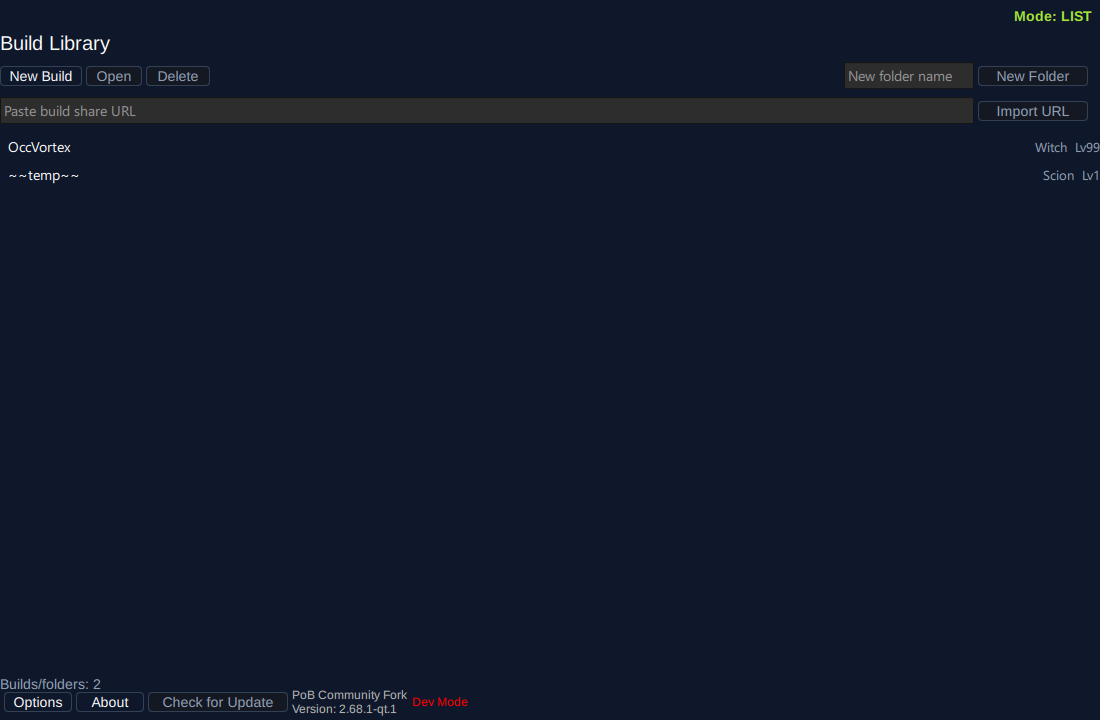 Mode: LIST
Build Library
New Build Open Delete New folder name New Folder
Paste build share URL Import URL
OccVortex Witch Lv99
~~temp~~ Scion Lv1
Builds/folders: 2
Options About Check for Update PoB Community Fork
Version: 2.68.1-qt.1 Dev Mode